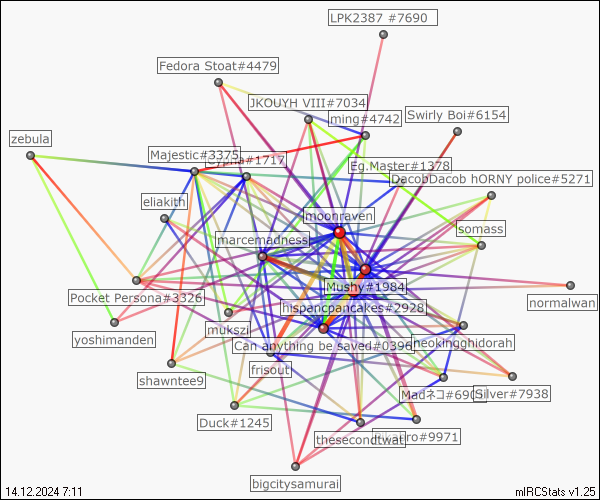 LPK2387 #7690
Fedora Stoat#4479
JKOUYH VIII#7034
ming#4742
Swirly Boi#6154
zebula
Majestic#3375
#1717
Eg.Master#1378
DacobDacob hORNY police#5271
eliakith
moonraven
somass
marcemadness
Mushy#1984
Pocket Persona#3326
hispancpancakes#2928
normalwan
mukszi
yoshimanden
Can anything be saved#0396
neokingghidorah
frisout
shawntee9
Madネコ#690
Silver#7938
Duck#1245
thesecondtwat
#9971
bigcitysamurai
14.12.2024 7:11
mIRCStats v1.25